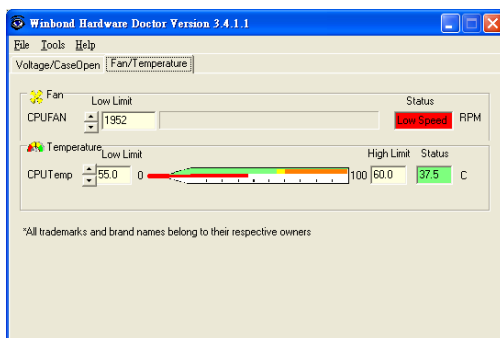 Winbond Hardware Doctor Version 3.4.1.1
File Tools Help
Voltage/CaseOpen Fan/Temperature
Fan
Low Limit Status
CPUFAN 1952 Low Speed RPM
Temperature
Low Limit High Limit Status
CPUTemp 55.0 0 100 60.0 37.5 C
*All trademarks and brand names belong to their respective owners